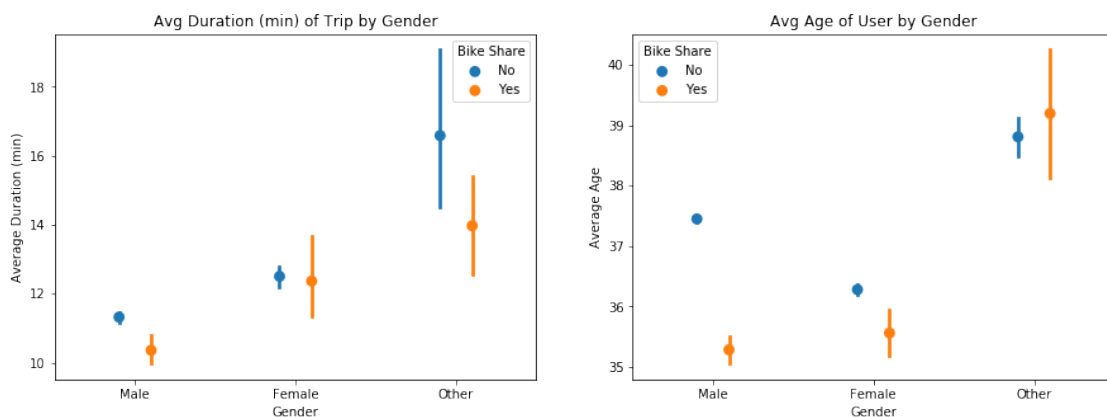 Avg Duration (min) of Trip by Gender
Average Duration (min)
18
16
14
12
10
Bike Share
No
Yes
Male
Female
Other
Gender
Avg Age of User by Gender
Average Age
40
39
38
37
36
35
Bike Share
No
Yes
Male
Female
Other
Gender